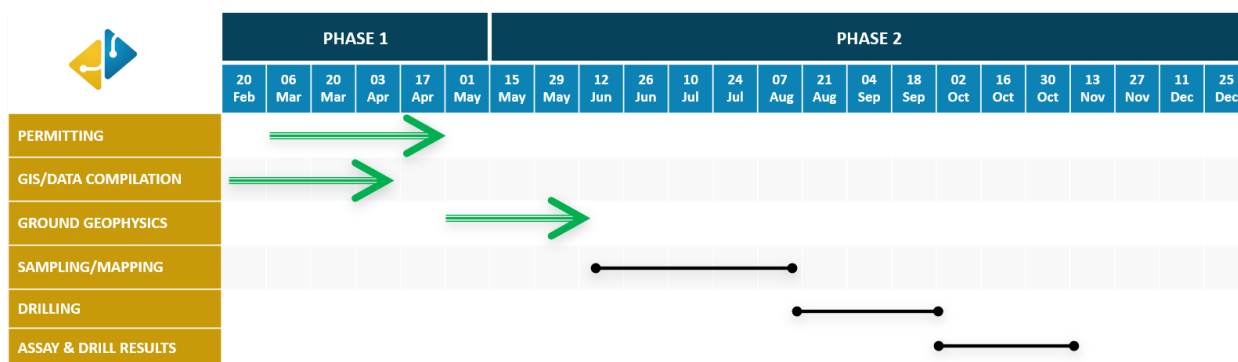 PHASE 1 PHASE 2
20 Feb 06 Mar 20 Mar 03 Apr 17 Apr 01 May 15 May 29 May 12 Jun 26 Jun 10 Jul 24 Jul 07 Aug 21 Aug 04 Sep 18 Sep 02 Oct 16 Oct 30 Oct 13 Nov 27 Nov 11 Dec 25 Dec
PERMITTING
GIS/DATA COMPILATION
GROUND GEOPHYSICS
SAMPLING/MAPPING
DRILLING
ASSAY & DRILL RESULTS